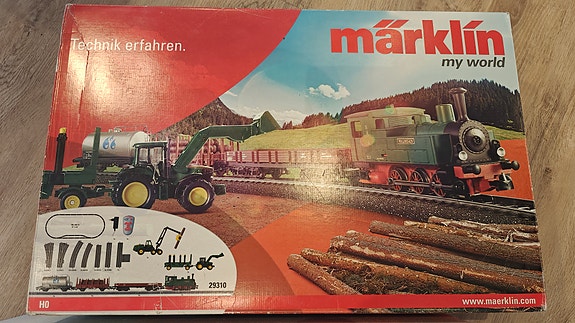 Technik erfahren.
märklin
my world
29310
H0
www.maerklin.com